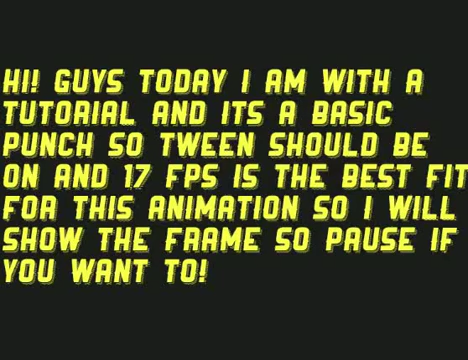 HI! GUYS TODAY I AM WITH A
TUTORIAL AND ITS A BASIC
PUNCH SO TWEEN SHOULD BE
ON AND 17 FPS IS THE BEST FIT
FOR THIS ANIMATION SO I WILL
SHOW THE FRAME SO PAUSE IF
YOU WANT TO!